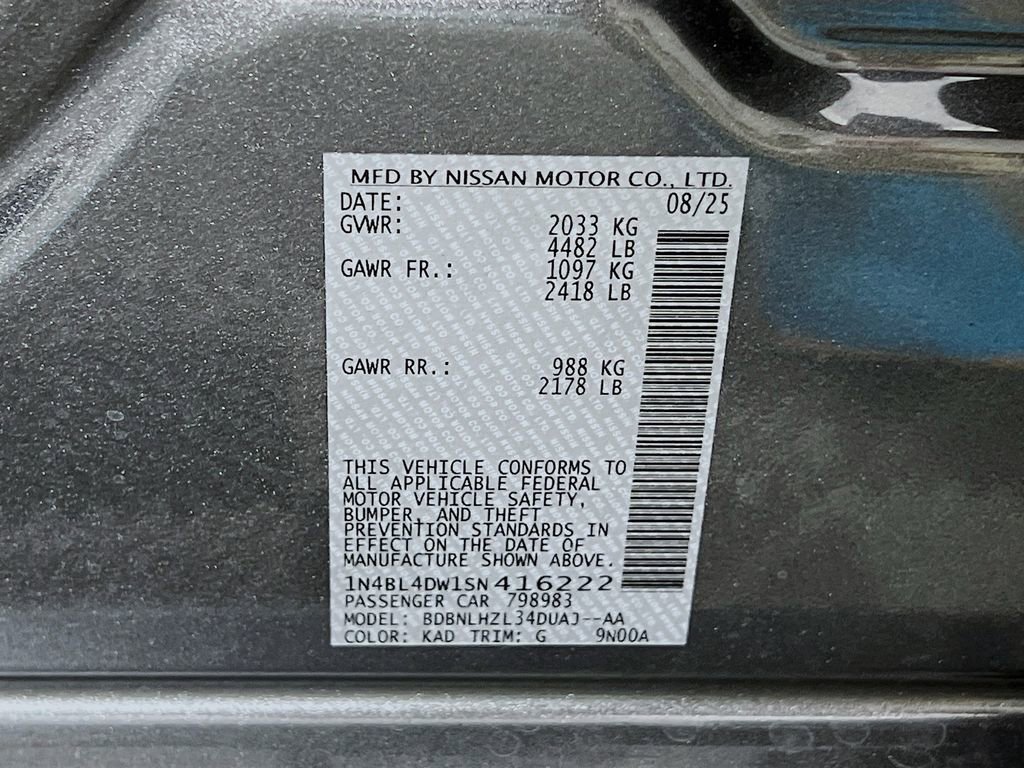 MFD BY NISSAN MOTOR CO., LTD.
DATE: 08/25
GVWR: 2033 KG
4482 LB
GAWR FR.: 1097 KG
2418 LB
GAWR RR.: 988 KG
2178 LB
THIS VEHICLE CONFORMS TO
ALL APPLICABLE FEDERAL
MOTOR VEHICLE SAFETY,
BUMPER, AND THEFT
PREVENTION STANDARDS IN
EFFECT ON THE DATE OF
MANUFACTURE SHOWN ABOVE.
1N4BL4DW1SN416222
PASSENGER CAR 798983
MODEL: BDBNLHZL34DUAJ--AA
COLOR: KAD TRIM: G 9N00A